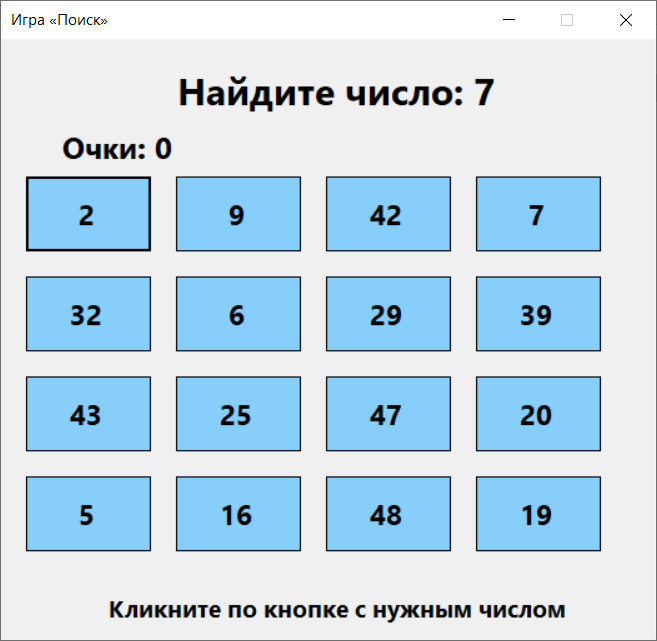 Игра «Поиск»
Найдите число: 7
Очки: 0
2 9 42 7
32 6 29 39
43 25 47 20
5 16 48 19
Кликните по кнопке с нужным числом